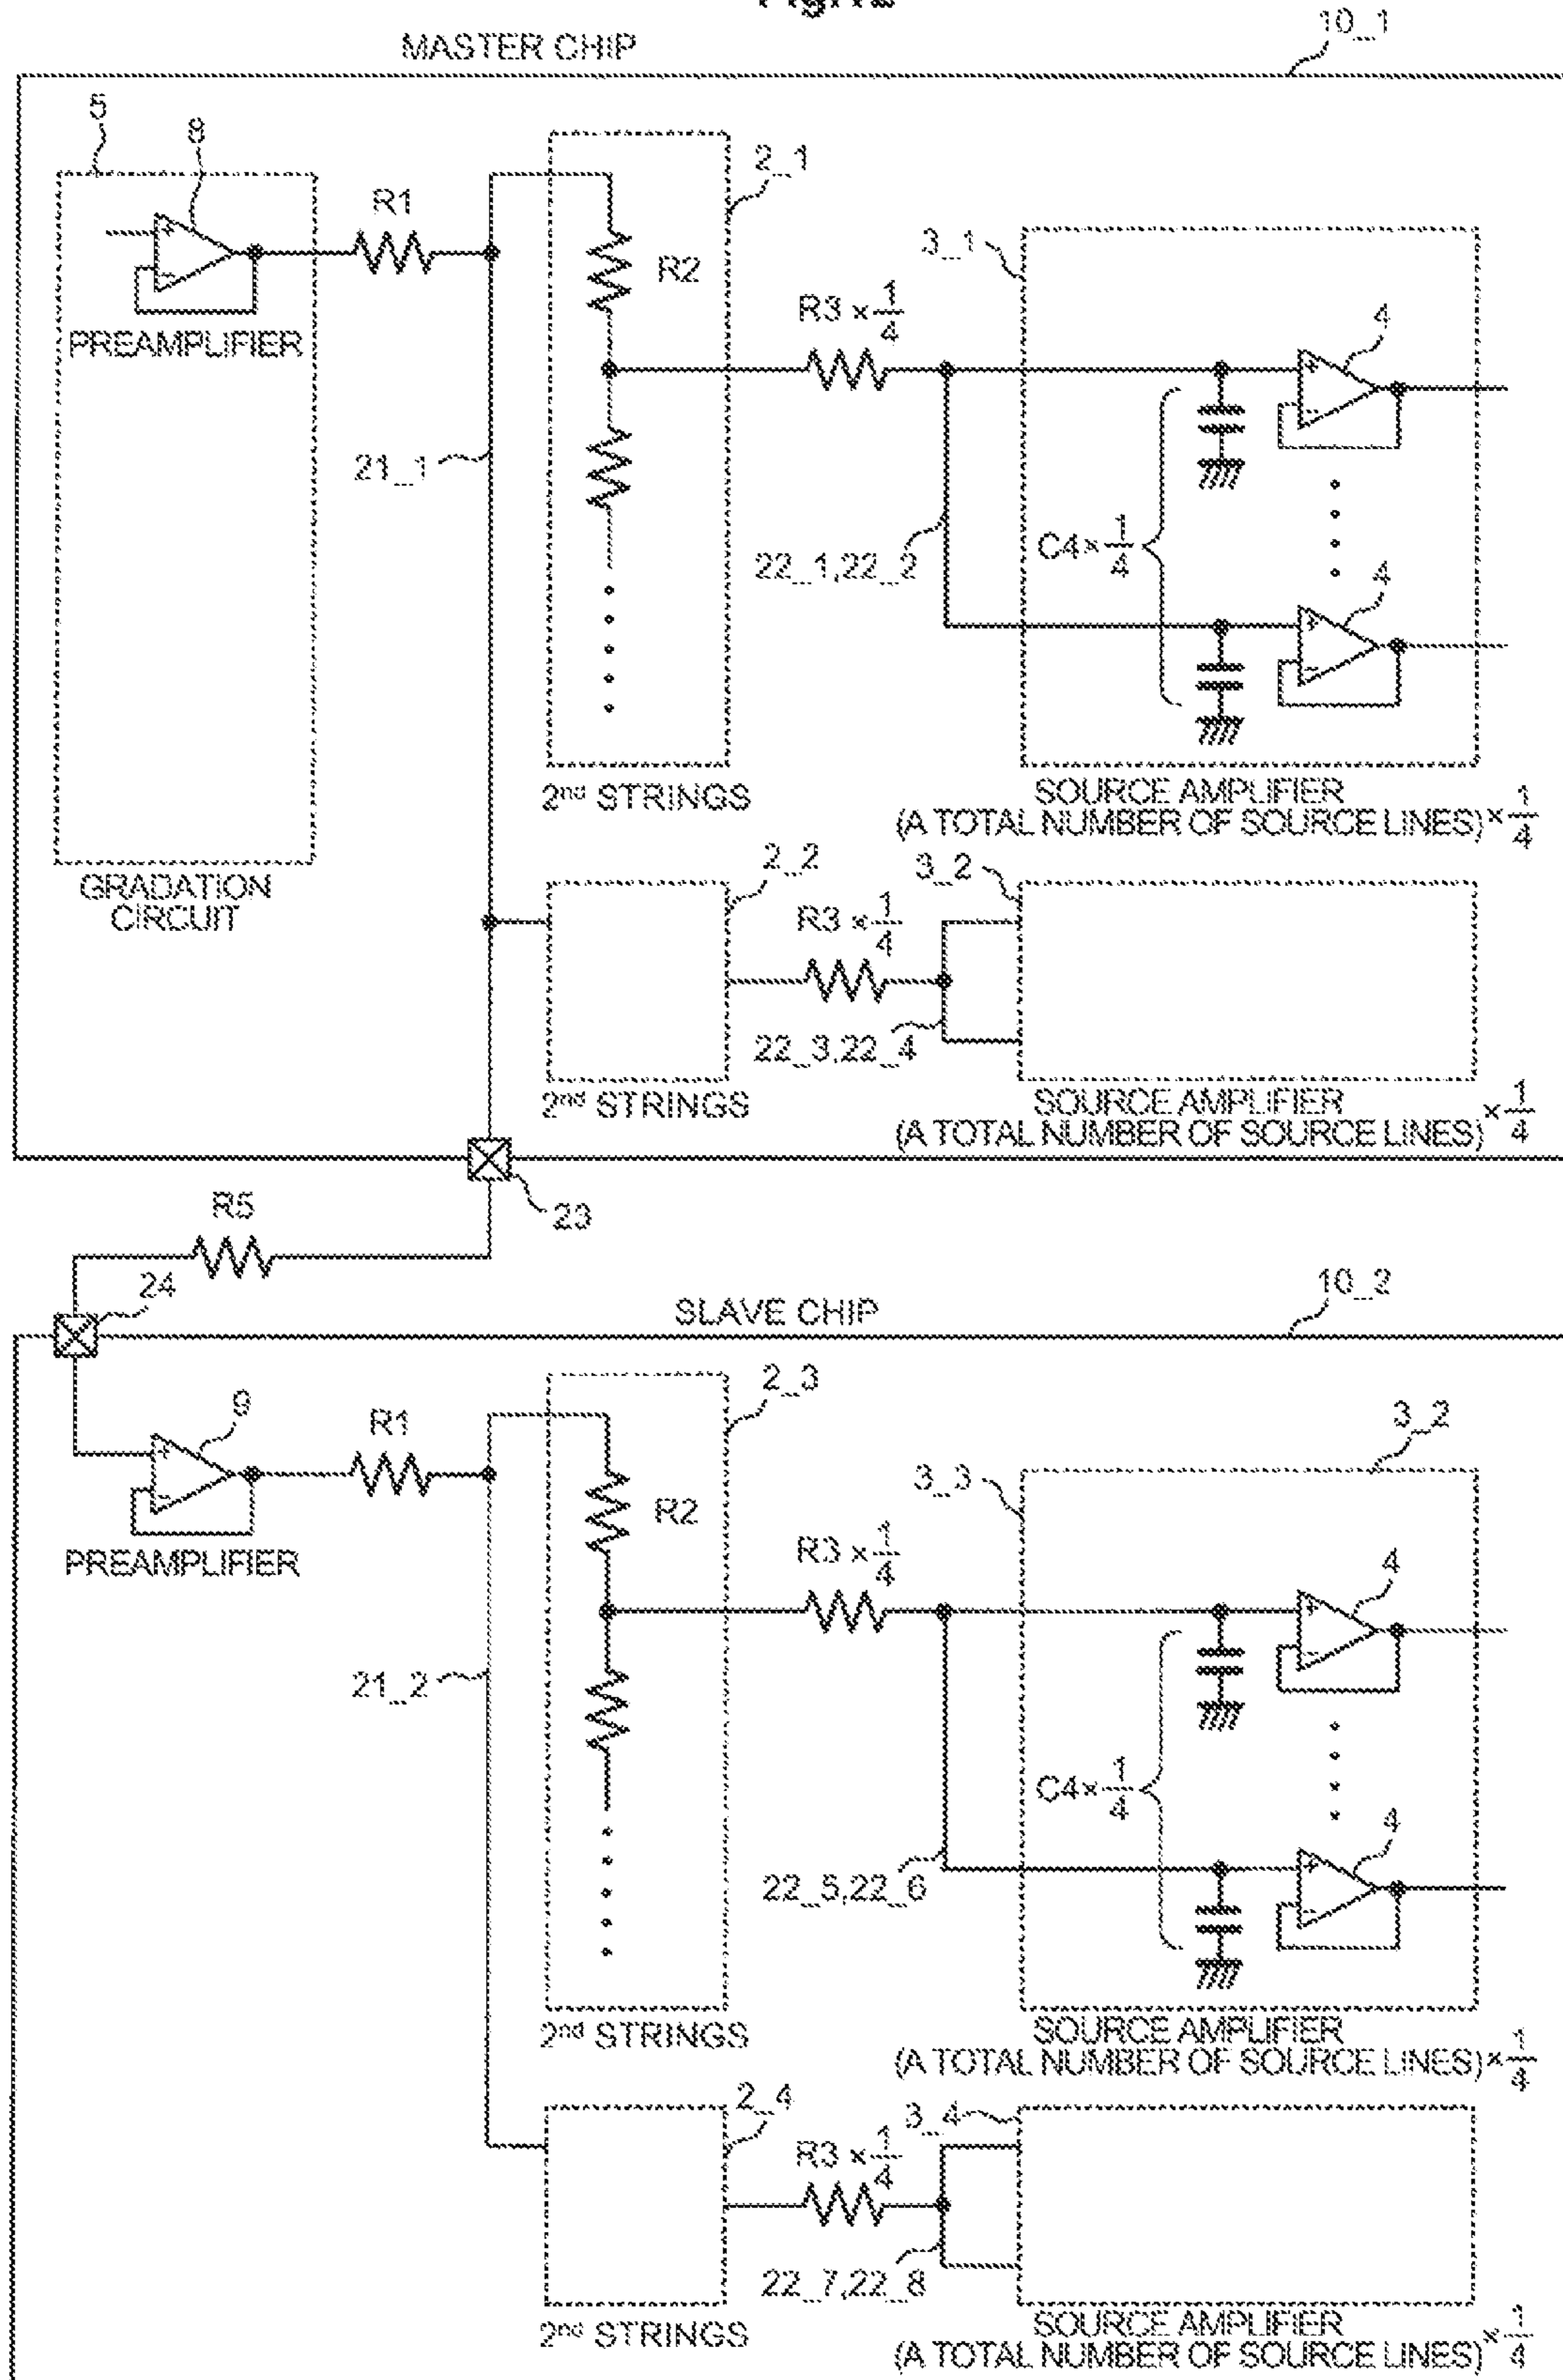 MASTER CHIP
10_1
5
8
R1
PREAMPLIFIER
GRADATION
CIRCUIT
21_1
2_1
R2
2nd STRINGS
R3 × 1/4
22_1,22_2
3_1
4
C4 × 1/4
4
SOURCE AMPLIFIER
(A TOTAL NUMBER OF SOURCE LINES) × 1/4
2_2
2nd STRINGS
R3 × 1/4
22_3,22_4
3_2
SOURCE AMPLIFIER
(A TOTAL NUMBER OF SOURCE LINES) × 1/4
23
R5
24
SLAVE CHIP
10_2
9
R1
PREAMPLIFIER
21_2
2_3
R2
2nd STRINGS
R3 × 1/4
22_5,22_6
3_3
3_2
4
C4 × 1/4
4
SOURCE AMPLIFIER
(A TOTAL NUMBER OF SOURCE LINES) × 1/4
2_4
2nd STRINGS
R3 × 1/4
22_7,22_8
3_4
SOURCE AMPLIFIER
(A TOTAL NUMBER OF SOURCE LINES) × 1/4